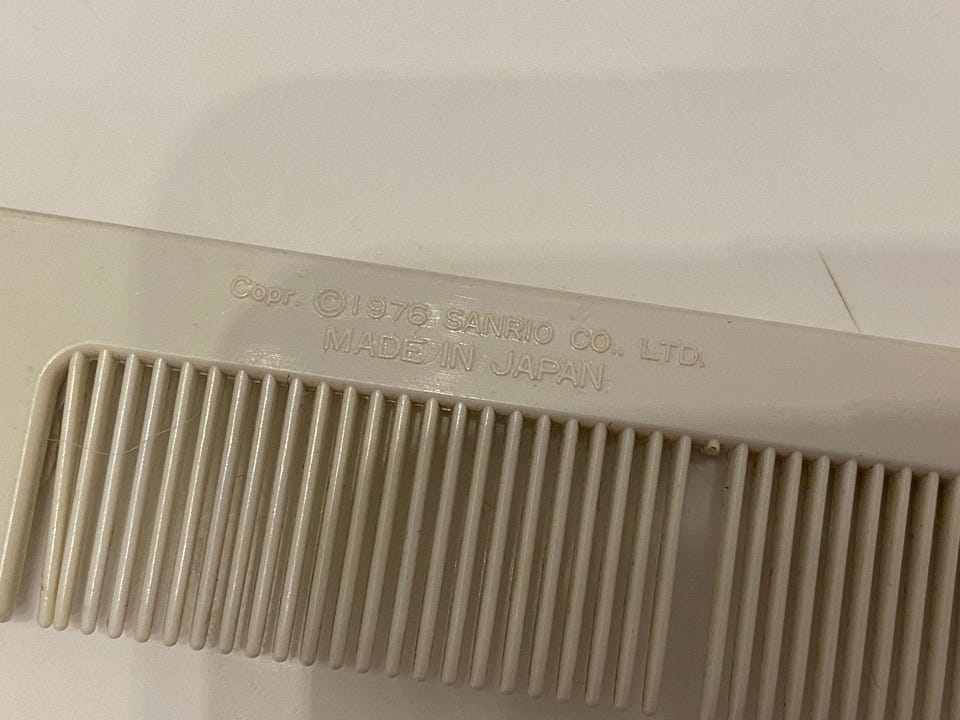 Copr. ©1976 SANRIO CO., LTD.
MADE IN JAPAN